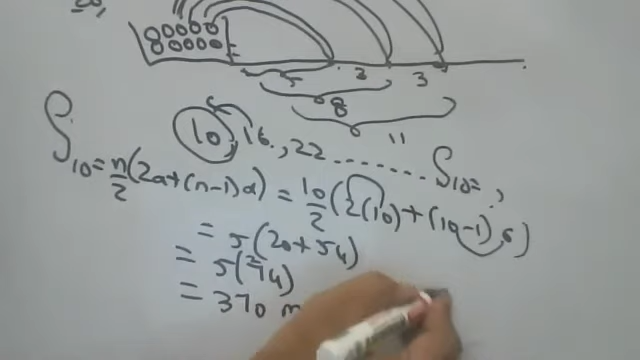 5 3 3
8
11
10, 16, 22 ....... S10 = ?
S10 = n/2 (2a+(n-1)d) = 10/2 (2(10)+(10-1),6)
= 5(20+54)
= 5(74)
= 370 m